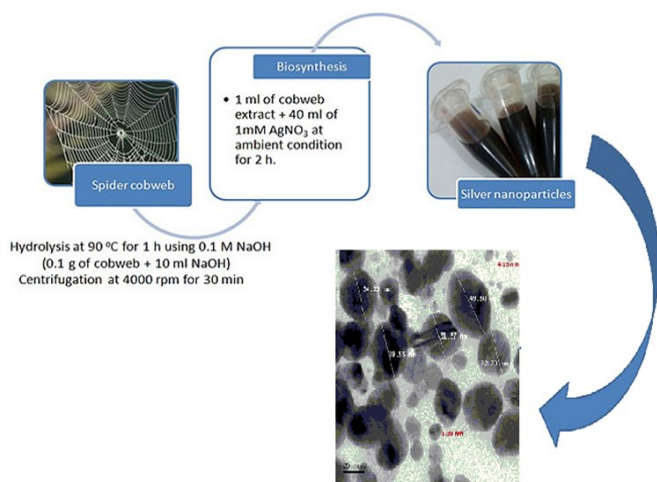 Biosynthesis
• 1 ml of cobweb
extract + 40 ml of
1mM AgNO₃ at
ambient condition
for 2 h.
Spider cobweb
Silver nanoparticles
Hydrolysis at 90 ºC for 1 h using 0.1 M NaOH
(0.1 g of cobweb + 10 ml NaOH)
Centrifugation at 4000 rpm for 30 min